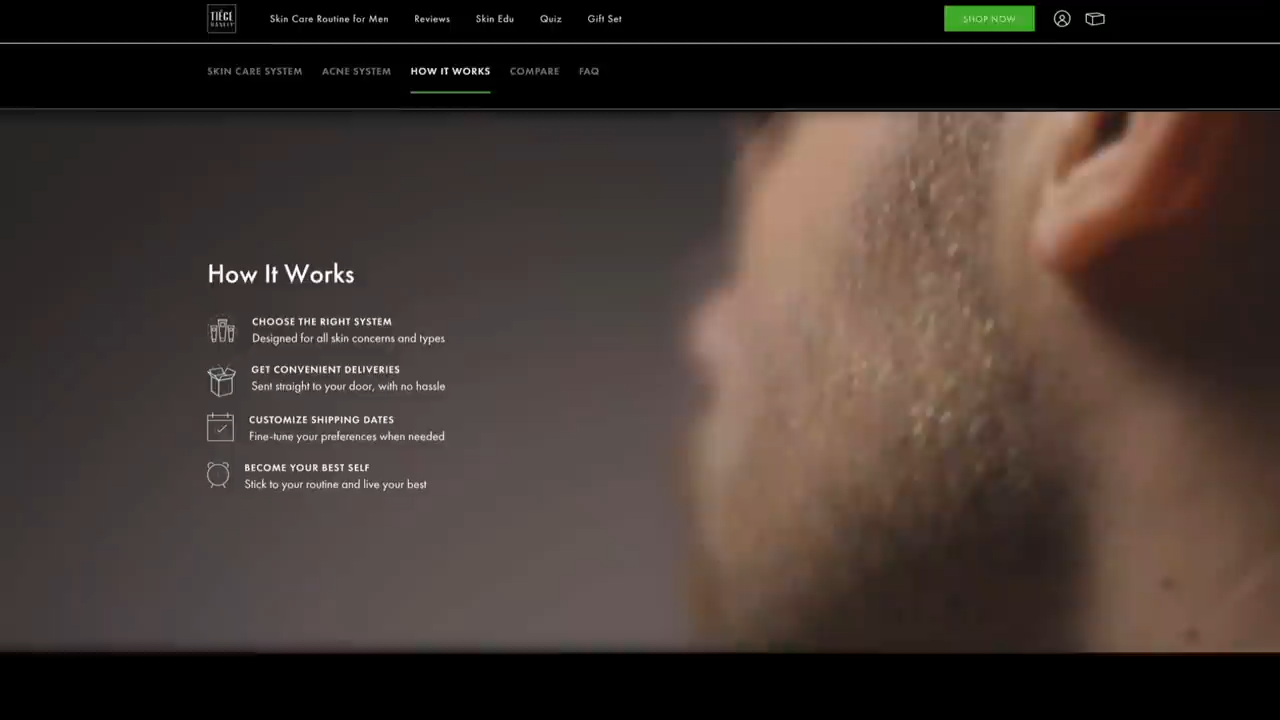 TIEGE
HANLEY
Skin Care Routine for Men
Reviews
Skin Edu
Quiz
Gift Set
SHOP NOW
SKIN CARE SYSTEM
ACNE SYSTEM
HOW IT WORKS
COMPARE
FAQ
How It Works
CHOOSE THE RIGHT SYSTEM
Designed for all skin concerns and types
GET CONVENIENT DELIVERIES
Sent straight to your door, with no hassle
CUSTOMIZE SHIPPING DATES
Fine-tune your preferences when needed
BECOME YOUR BEST SELF
Stick to your routine and live your best